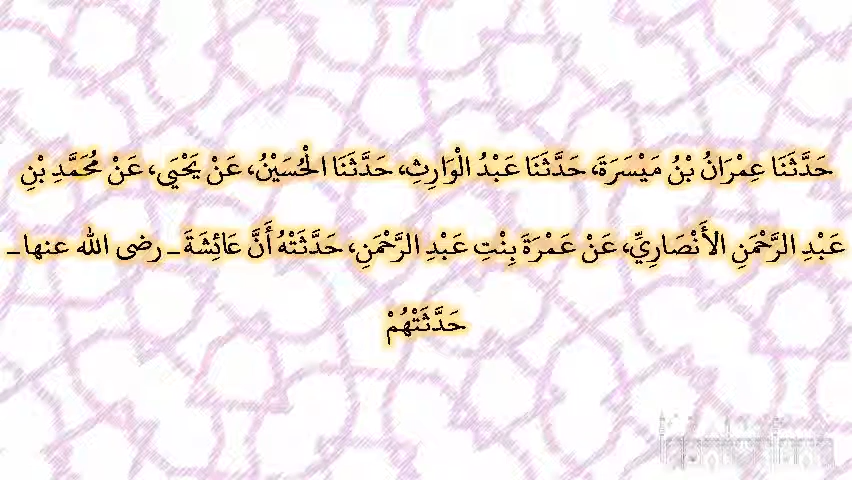 حَدَّثَنَا عِمْرَانُ بْنُ مَيْسَرَةَ، حَدَّثَنَا عَبْدُ الْوَارِثِ، حَدَّثَنَا الْحُسَيْنُ، عَنْ يَحْيَى، عَنْ مُحَمَّدِ بْنِ
عَبْدِ الرَّحْمَنِ الأَنْصَارِيِّ، عَنْ عَمْرَةَ بِنْتِ عَبْدِ الرَّحْمَنِ، حَدَّثَتْهُ أَنَّ عَائِشَةَ ـ رضى الله عنها ـ
حَدَّثَتْهُمْ